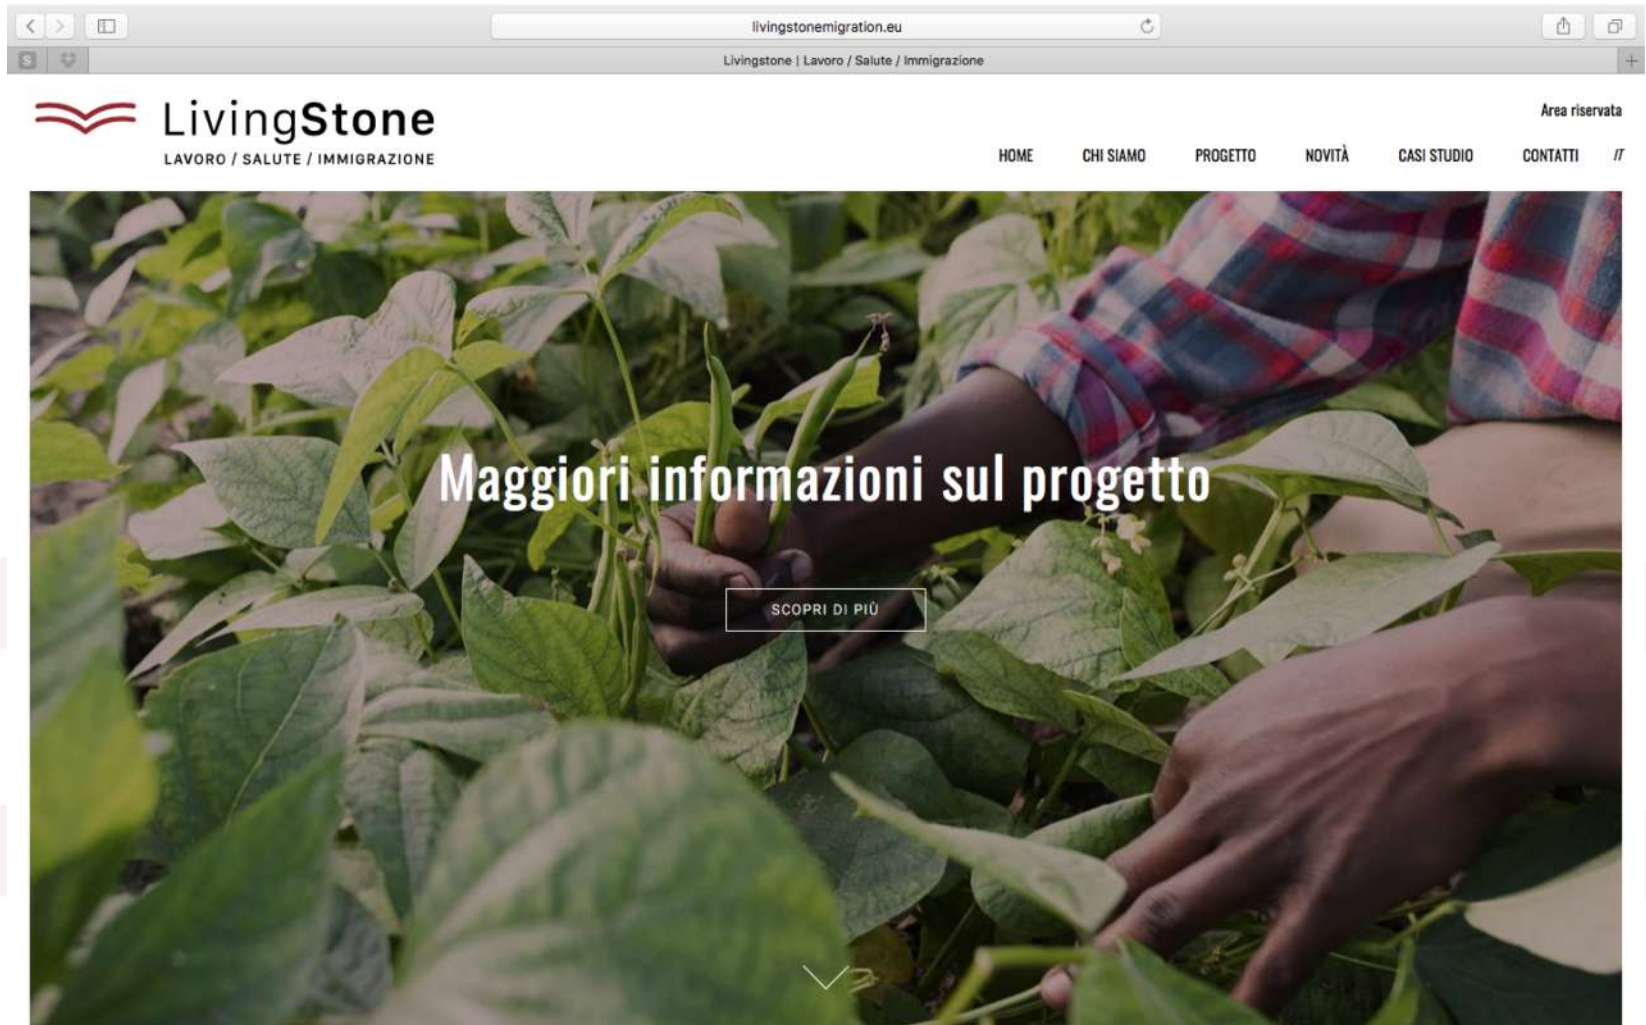 livingstonemigration.eu
S
Livingstone | Lavoro / Salute / Immigrazione
LivingStone
LAVORO / SALUTE / IMMIGRAZIONE
Area riservata
HOME CHI SIAMO PROGETTO NOVITÀ CASI STUDIO CONTATTI IT
Maggiori informazioni sul progetto
SCOPRI DI PIÙ